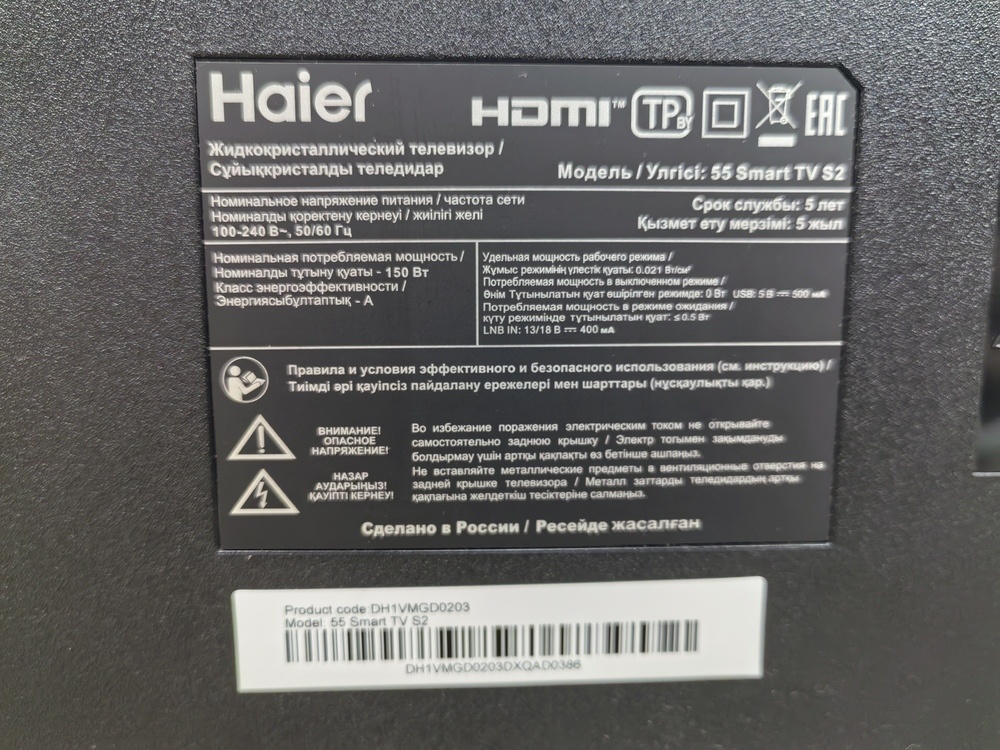 Haier
HDMI™ TP BY EAC
Жидкокристаллический телевизор /
Сұйыққристалды теледидар
Модель / Үлгісі: 55 Smart TV S2
Номинальное напряжение питания / частота сети
Номиналды қоректену кернеуі / жиілігі желі
100-240 В~, 50/60 Гц
Срок службы: 5 лет
Қызмет ету мерзімі: 5 жыл
Номинальная потребляемая мощность /
Номиналды тұтыну қуаты - 150 Вт
Класс энергоэффективности /
Энергиясыбұлтаптық - А
Удельная мощность рабочего режима /
Жұмыс режимінің үлестік қуаты: 0.021 Вт/см²
Потребляемая мощность в выключенном режиме /
Өнім Тұтынылатын қуат өшірілген режимде: 0 Вт USB: 5 В ⎓ 500 мА
Потребляемая мощность в режиме ожидания /
күту режимінде тұтынылатын қуат: ≤0.5 Вт
LNB IN: 13/18 В ⎓ 400 мА
Правила и условия эффективного и безопасного использования (см. инструкцию) /
Тиімді әрі қауіпсіз пайдалану ережелері мен шарттары (нұсқаулықты қар.)
ВНИМАНИЕ!
ОПАСНОЕ
НАПРЯЖЕНИЕ!
Во избежание поражения электрическим током не открывайте
самостоятельно заднюю крышку / Электр тоғымен зақымдануды
болдырмау үшін артқы қақпақты өз бетінше ашпаңыз.
НАЗАР
АУДАРЫҢЫЗ!
ҚАУІПТІ КЕРНЕУ!
Не вставляйте металлические предметы в вентиляционные отверстия на
задней крышке телевизора / Металл заттарды теледидардың артқы
қақпағына желдеткіш тесіктеріне салмаңыз.
Сделано в России / Ресейде жасалған
Product code DH1VMGD0203
Model: 55 Smart TV S2
DH1VMGD0203DXQAD0386